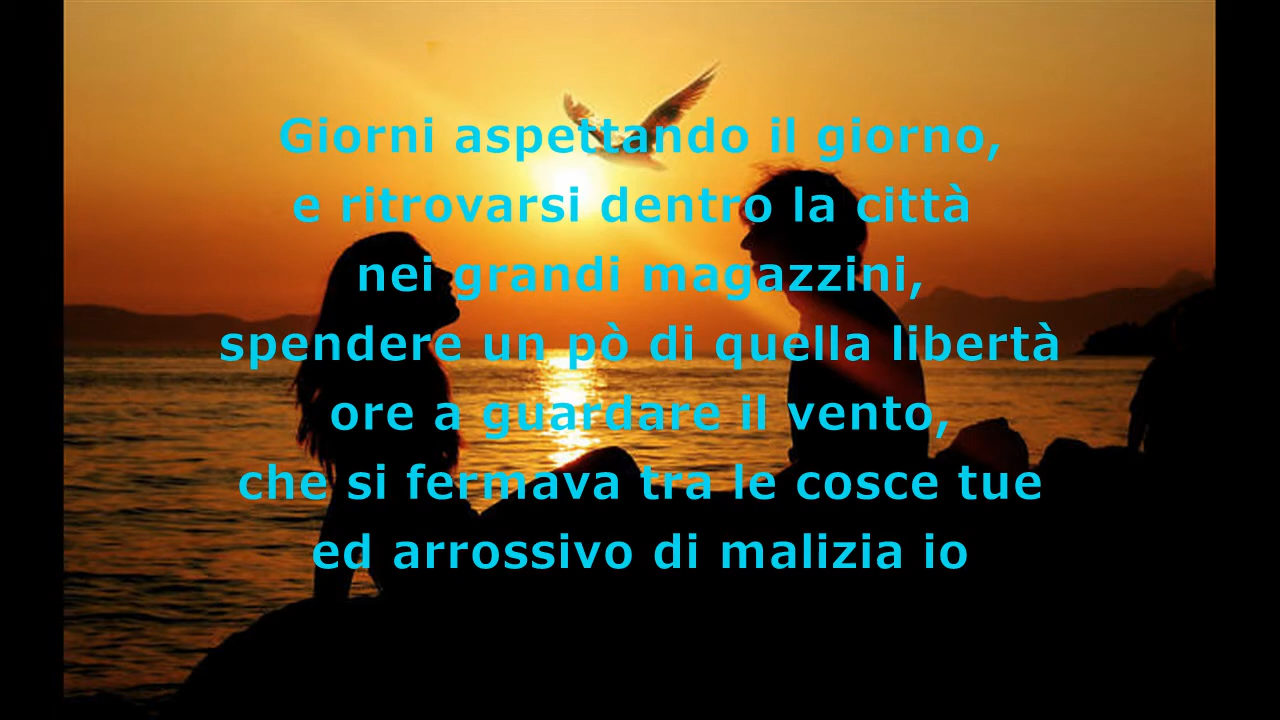 Giorni aspettando il giorno,
e ritrovarsi dentro la città
nei grandi magazzini,
spendere un pò di quella libertà
ore a guardare il vento,
che si fermava tra le cosce tue
ed arrossivo di malizia io